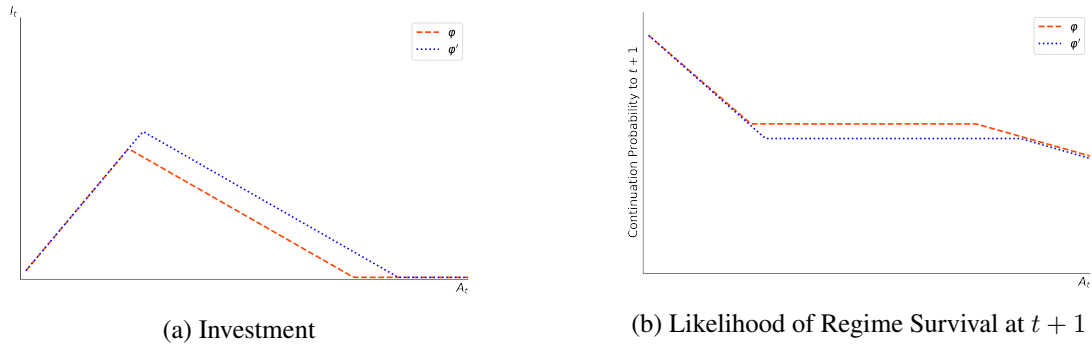 I_t
φ
φ′
A_t
(a) Investment
Continuation Probability to t + 1
φ
φ′
A_t
(b) Likelihood of Regime Survival at t + 1